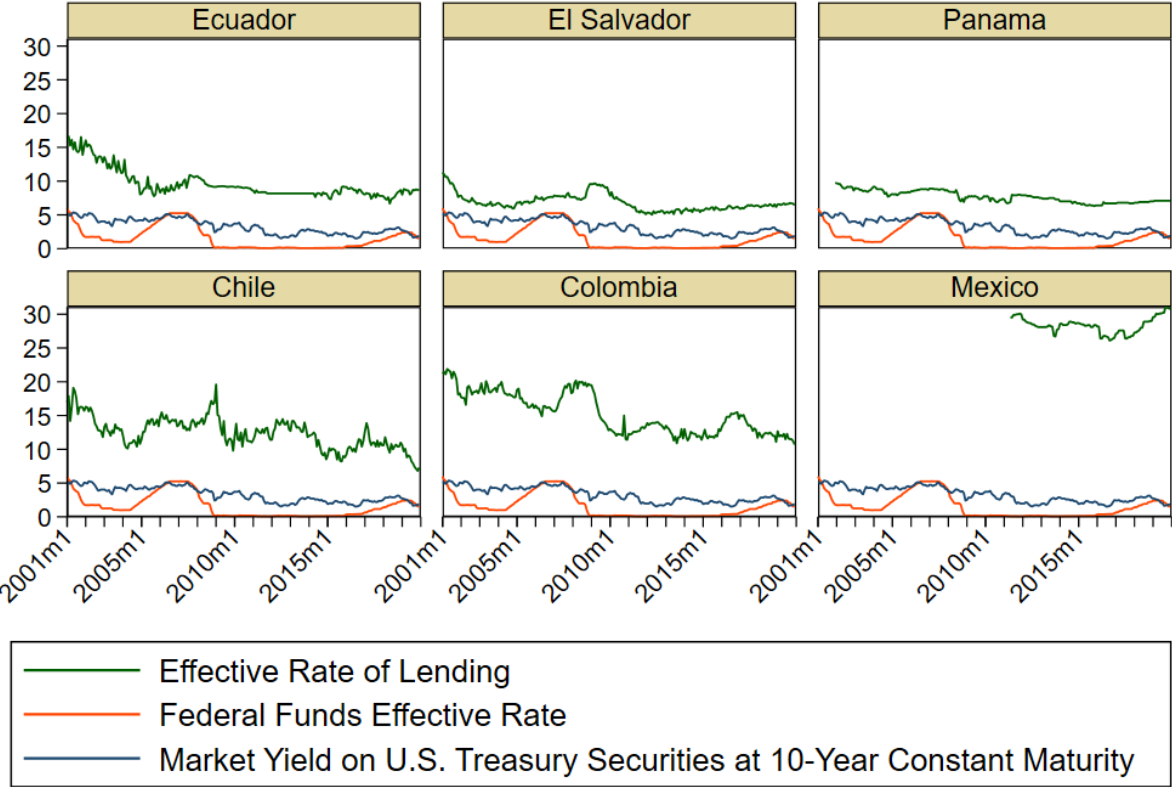 Ecuador
El Salvador
Panama
30
25
20
15
10
5
0
Chile
Colombia
Mexico
30
25
20
15
10
5
0
2001m1
2005m1
2010m1
2015m1
2001m1
2005m1
2010m1
2015m1
2001m1
2005m1
2010m1
2015m1
Effective Rate of Lending
Federal Funds Effective Rate
Market Yield on U.S. Treasury Securities at 10-Year Constant Maturity